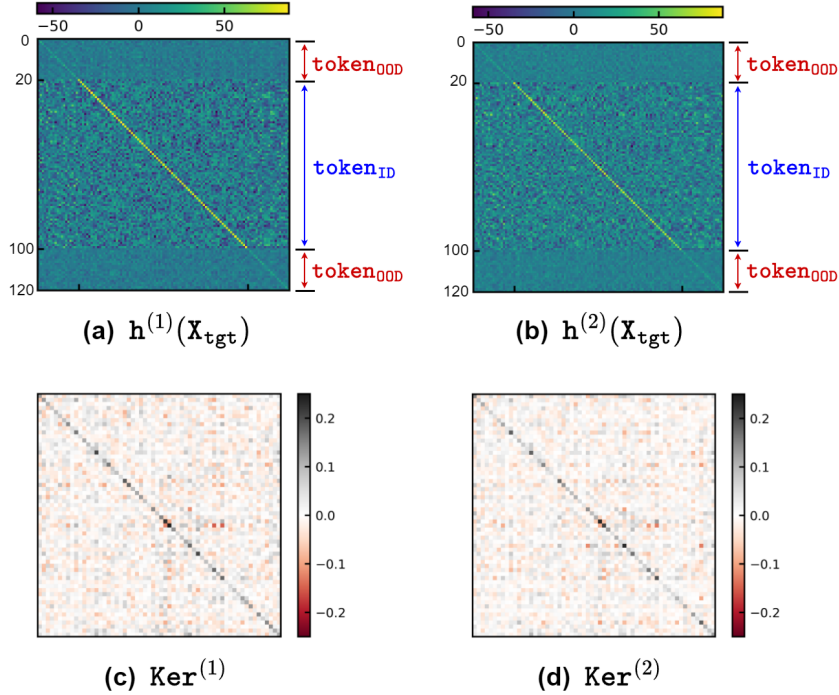 −50 0 50
−50 0 50
0
20
100
120
token_OOD
token_ID
token_OOD
0
20
100
120
token_OOD
token_ID
token_OOD
(a) h^(1)(X_tgt)
(b) h^(2)(X_tgt)
0.2
0.1
0.0
−0.1
−0.2
0.2
0.1
0.0
−0.1
−0.2
(c) Ker^(1)
(d) Ker^(2)